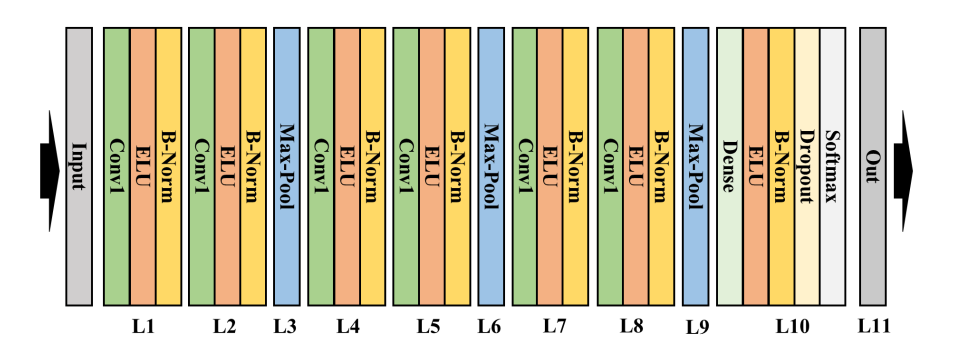 Input
Conv1
ELU
B-Norm
Conv1
ELU
B-Norm
Max-Pool
Conv1
ELU
B-Norm
Conv1
ELU
B-Norm
Max-Pool
Conv1
ELU
B-Norm
Conv1
ELU
B-Norm
Max-Pool
Dense
ELU
B-Norm
Dropout
Softmax
Out
L1 L2 L3 L4 L5 L6 L7 L8 L9 L10 L11